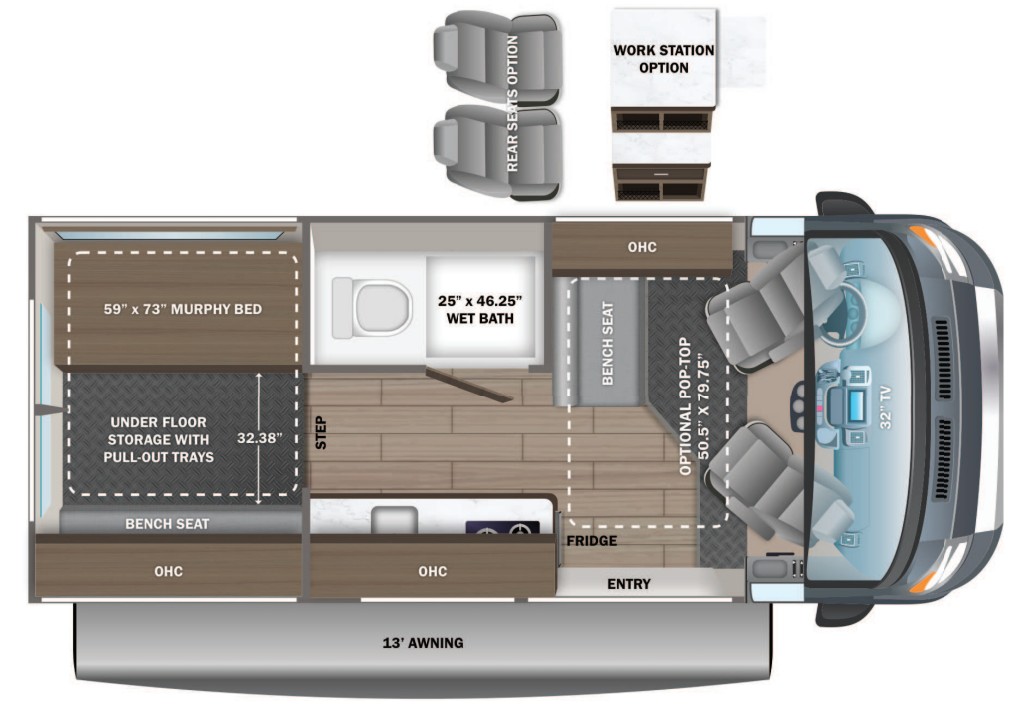 REAR SEATS OPTION
WORK STATION
OPTION
OHC
59” x 73” MURPHY BED
25” x 46.25”
WET BATH
BENCH SEAT
OPTIONAL POP-TOP
50.5” X 79.75”
32” TV
UNDER FLOOR
STORAGE WITH
PULL-OUT TRAYS
32.38”
STEP
BENCH SEAT
FRIDGE
OHC
OHC
ENTRY
13’ AWNING